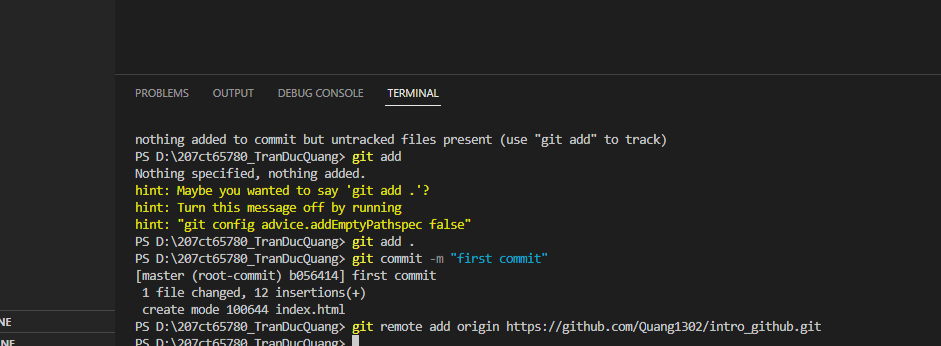 PROBLEMS OUTPUT DEBUG CONSOLE TERMINAL
nothing added to commit but untracked files present (use "git add" to track)
PS D:\207ct65780_TranDucQuang> git add
Nothing specified, nothing added.
hint: Maybe you wanted to say 'git add .'?
hint: Turn this message off by running
hint: "git config advice.addEmptyPathspec false"
PS D:\207ct65780_TranDucQuang> git add .
PS D:\207ct65780_TranDucQuang> git commit -m "first commit"
[master (root-commit) b056414] first commit
 1 file changed, 12 insertions(+)
 create mode 100644 index.html
NE
PS D:\207ct65780_TranDucQuang> git remote add origin https://github.com/Quang1302/intro_github.git
NE
PS D:\207ct65780_TranDucQuang>